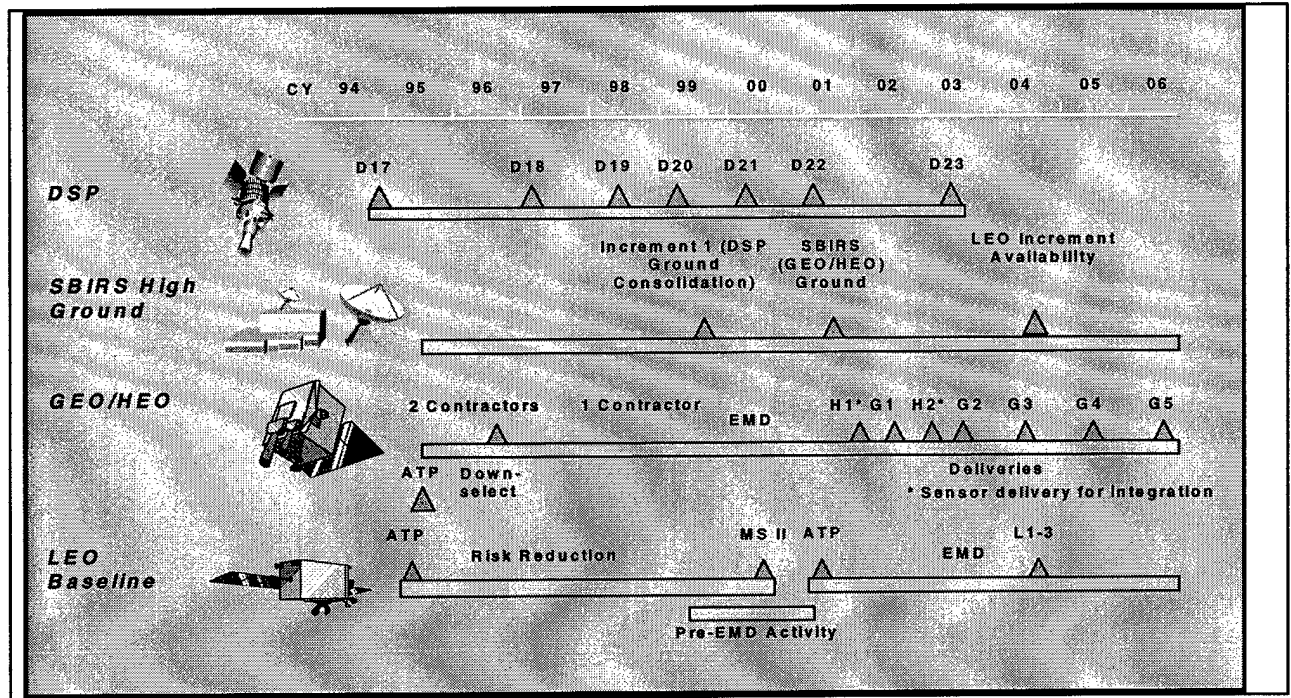 CY 94 95 96 97 98 99 00 01 02 03 04 05 06
D17 D18 D19 D20 D21 D22 D23
DSP
Increment 1 (DSP
Ground
Consolidation)
SBIRS
(GEO/HEO)
Ground
LEO Increment
Availability
SBIRS High
Ground
GEO/HEO
2 Contractors
1 Contractor
EMD
H1* G1 H2* G2 G3 G4 G5
ATP
Down-
select
Deliveries
* Sensor delivery for integration
LEO
Baseline
ATP
Risk Reduction
MS II
ATP
EMD
L1-3
Pre-EMD Activity